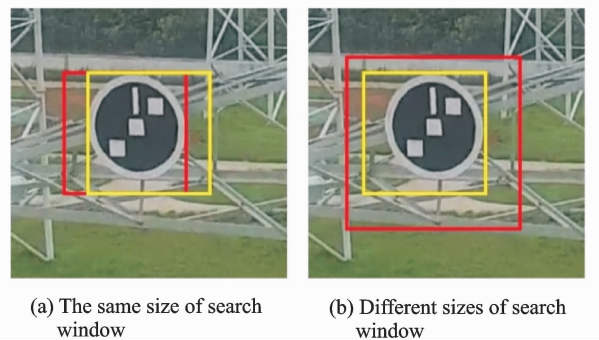 (a) The same size of search
window
(b) Different sizes of search
window